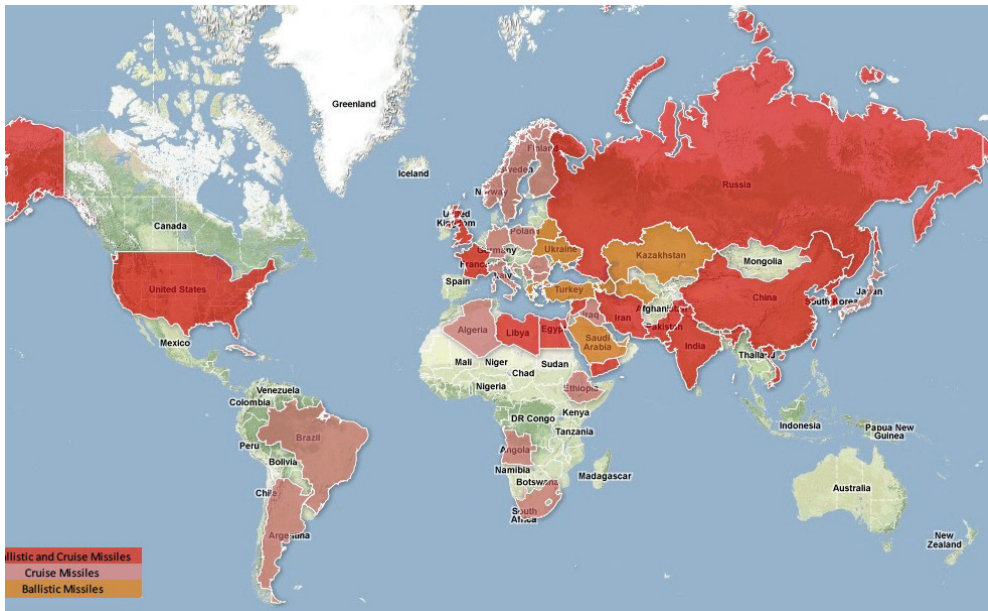 Greenland
Iceland
Finland
Sweden
Norway
Russia
United
Kingdom
Canada
Poland
Germany
Ukraine
Kazakhstan
Mongolia
France
Italy
Spain
Turkey
United States
China
Japan
South Korea
Afghanistan
Iraq
Iran
Pakistan
Algeria
Libya
Egypt
Saudi
Arabia
India
Mexico
Mali
Niger
Chad
Sudan
Thailand
Nigeria
Ethiopia
Venezuela
Colombia
DR Congo
Kenya
Tanzania
Indonesia
Papua New
Guinea
Peru
Brazil
Bolivia
Angola
Namibia
Botswana
Madagascar
Chile
South
Africa
Australia
Argentina
New
Zealand
llistic and Cruise Missiles
Cruise Missiles
Ballistic Missiles